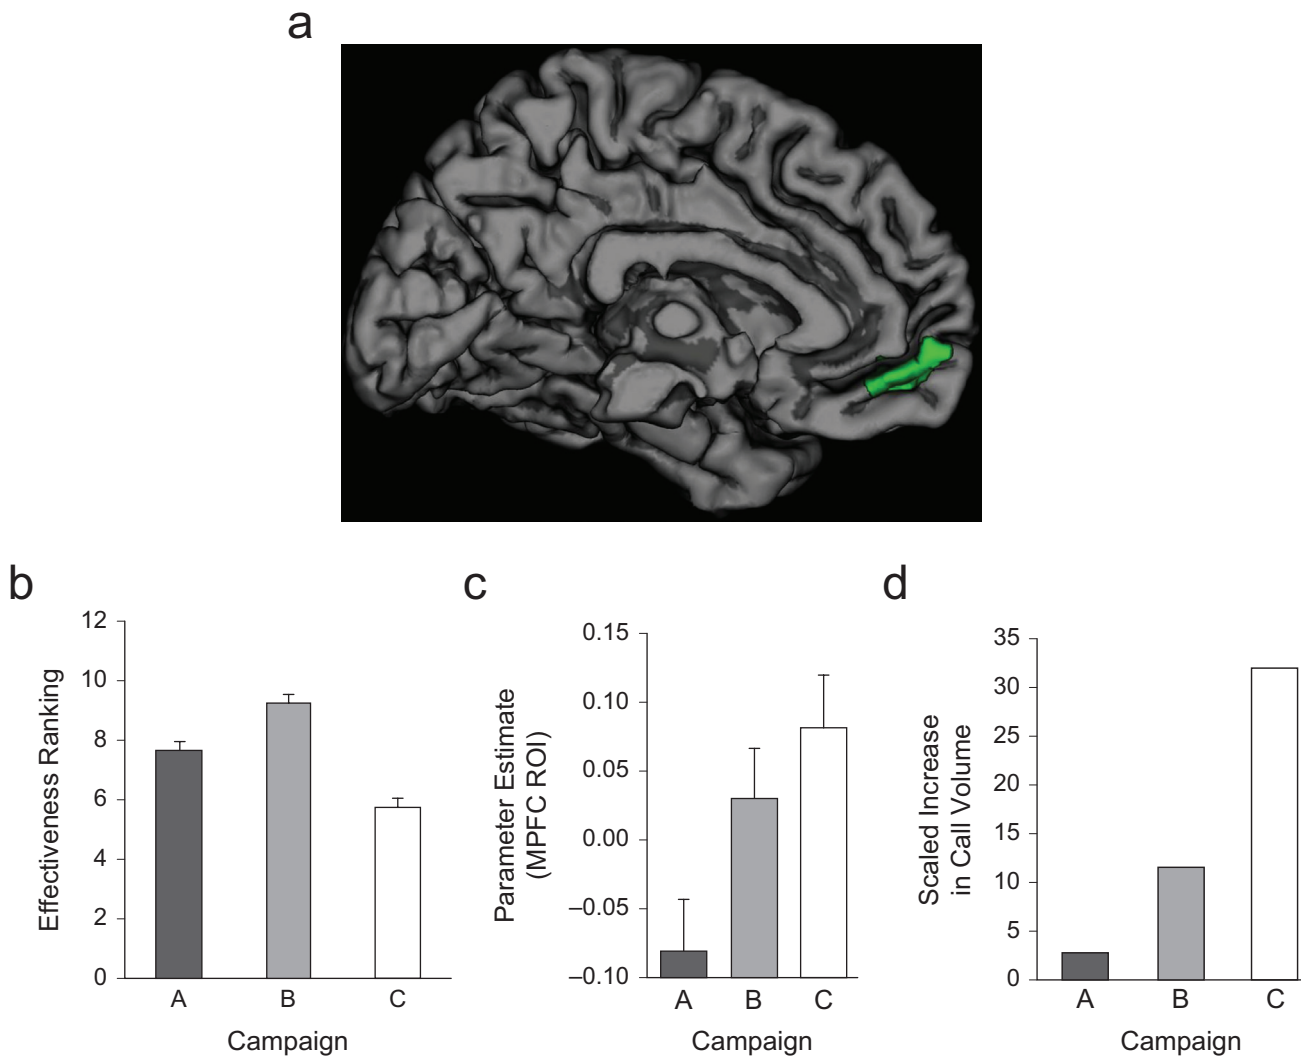 a
b
12
10
8
6
4
2
0
Effectiveness Ranking
A B C
Campaign
c
0.15
0.10
0.05
0.00
–0.05
–0.10
Parameter Estimate
(MPFC ROI)
A B C
Campaign
d
35
30
25
20
15
10
5
0
Scaled Increase
in Call Volume
A B C
Campaign